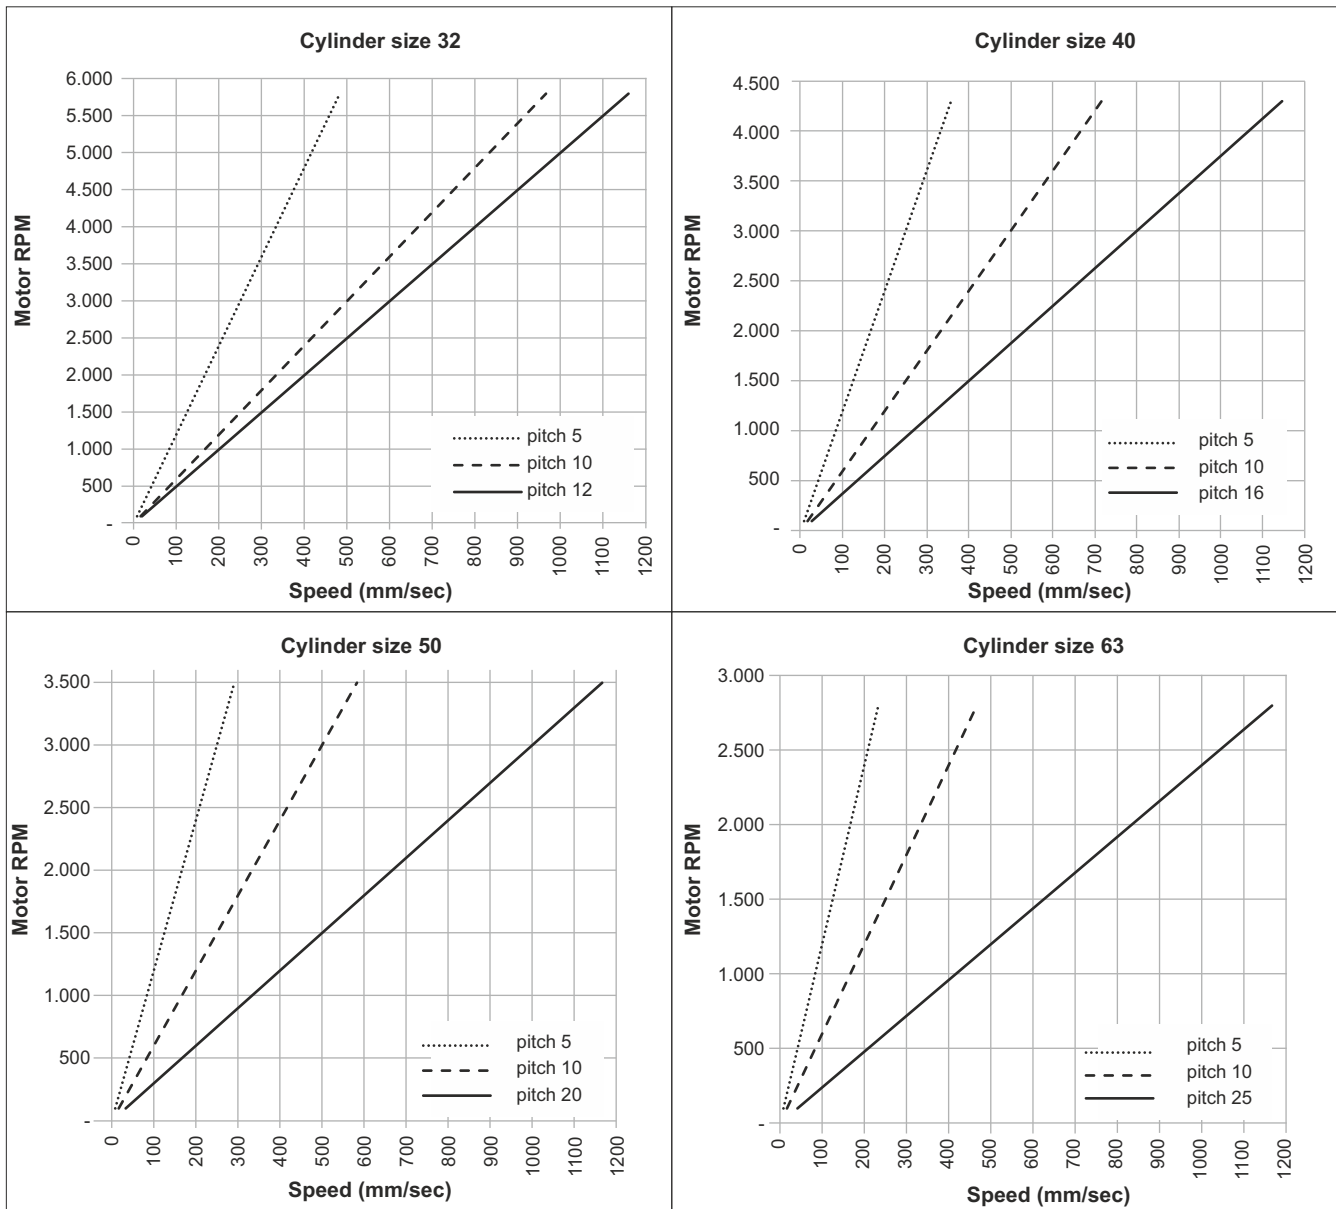 Cylinder size 32
Motor RPM
6.000
5.500
5.000
4.500
4.000
3.500
3.000
2.500
2.000
1.500
1.000
500
-
pitch 5
pitch 10
pitch 12
0 100 200 300 400 500 600 700 800 900 1000 1100 1200
Speed (mm/sec)
Cylinder size 40
Motor RPM
4.500
4.000
3.500
3.000
2.500
2.000
1.500
1.000
500
-
pitch 5
pitch 10
pitch 16
0 100 200 300 400 500 600 700 800 900 1000 1100 1200
Speed (mm/sec)
Cylinder size 50
Motor RPM
3.500
3.000
2.500
2.000
1.500
1.000
500
-
pitch 5
pitch 10
pitch 20
0 100 200 300 400 500 600 700 800 900 1000 1100 1200
Speed (mm/sec)
Cylinder size 63
Motor RPM
3.000
2.500
2.000
1.500
1.000
500
-
pitch 5
pitch 10
pitch 25
0 100 200 300 400 500 600 700 800 900 1000 1100 1200
Speed (mm/sec)